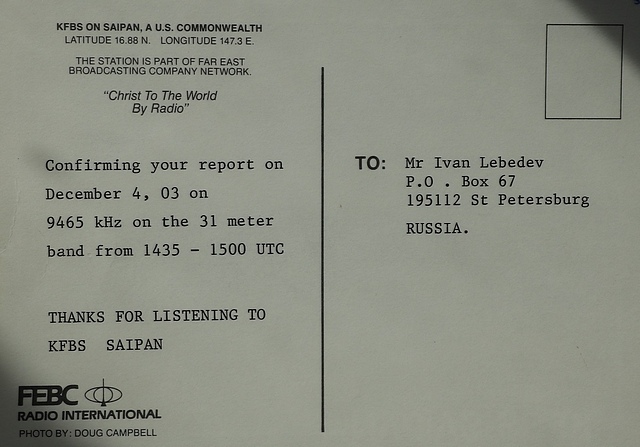 KFBS ON SAIPAN, A U.S. COMMONWEALTH
LATITUDE 16.88 N. LONGITUDE 147.3 E.
THE STATION IS PART OF FAR EAST
BROADCASTING COMPANY NETWORK.
"Christ To The World
By Radio"
Confirming your report on
December 4, 03 on
9465 kHz on the 31 meter
band from 1435 - 1500 UTC
THANKS FOR LISTENING TO
KFBS SAIPAN
FEBC
RADIO INTERNATIONAL
PHOTO BY: DOUG CAMPBELL
TO: Mr Ivan Lebedev
P.O . Box 67
195112 St Petersburg
RUSSIA.